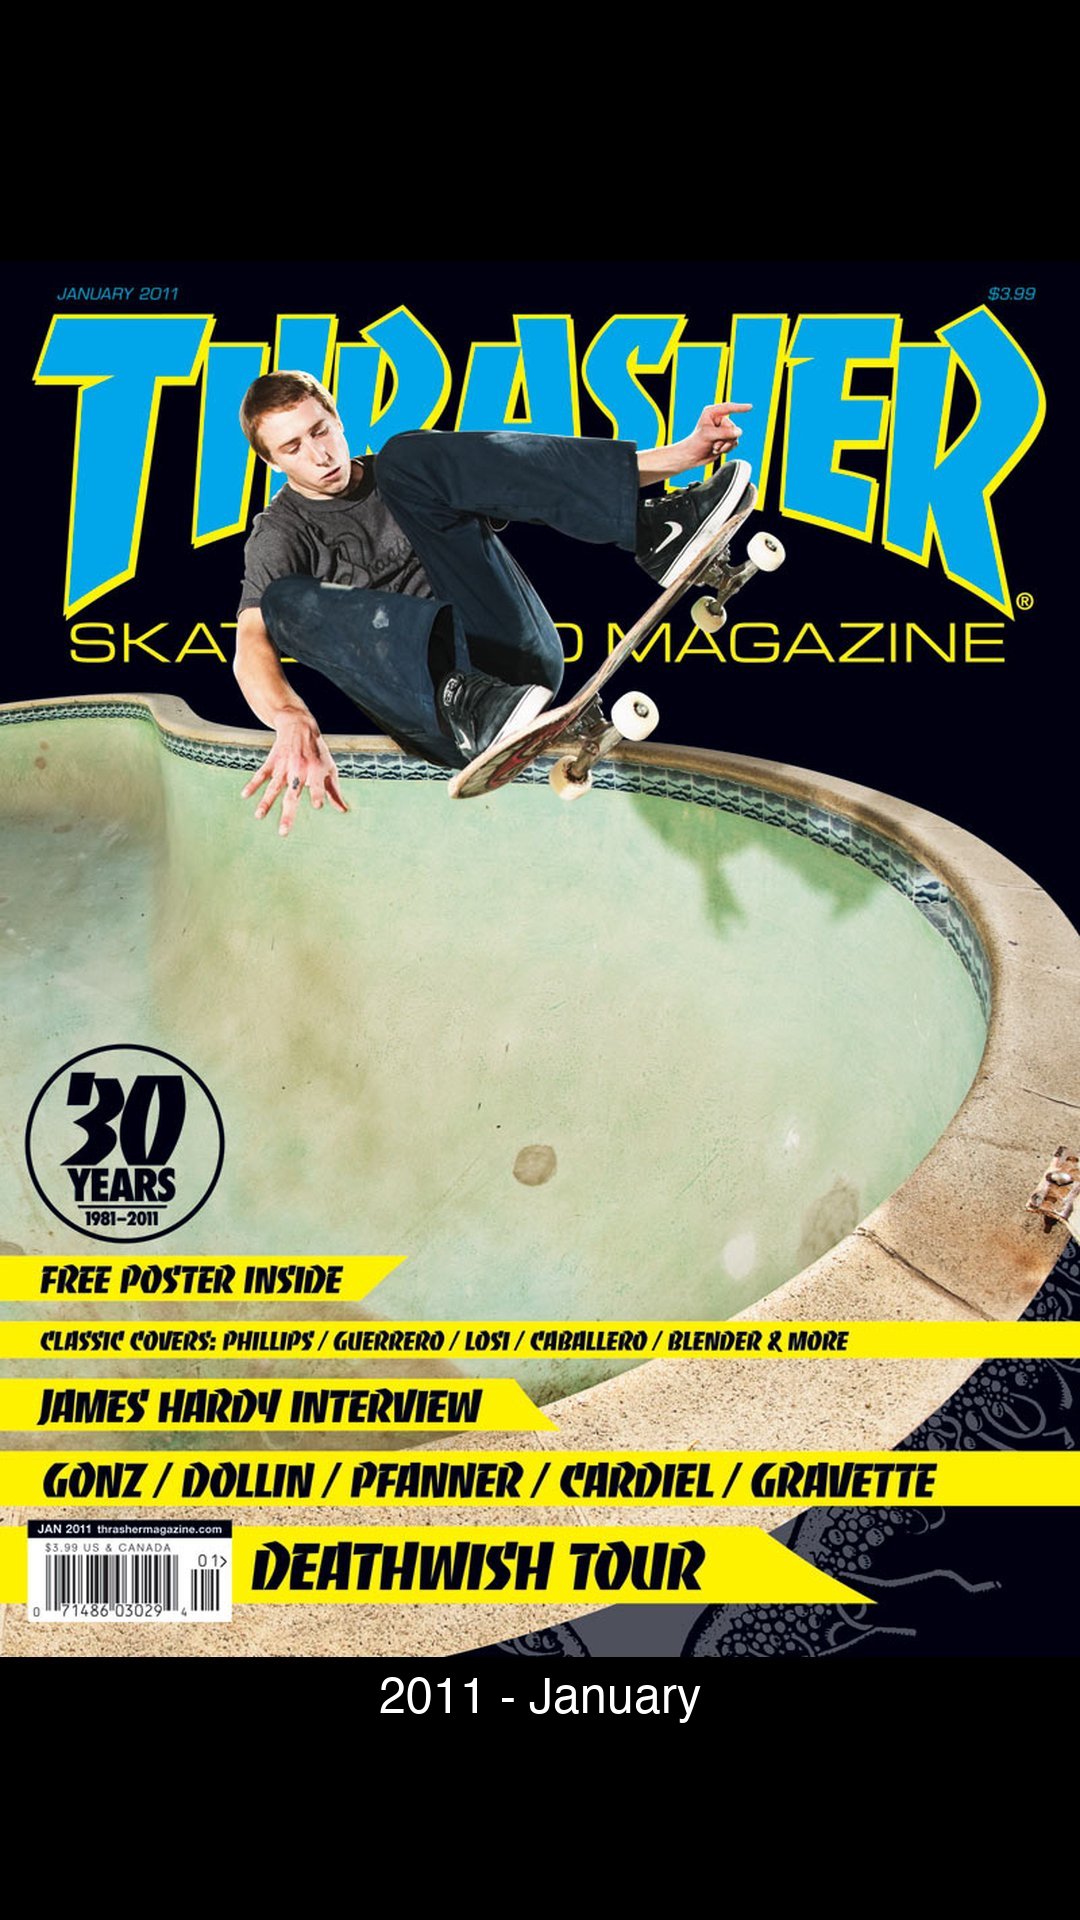 JANUARY 2011
$3.99
THRASHER
®
MAGAZINE
'30
YEARS
1981-2011
FREE POSTER INSIDE
CLASSIC COVERS: PHILLIPS / GUERRERO / LOSI / CABALLERO / BLENDER & MORE
JAMES HARDY INTERVIEW
GONZ / DOLLIN / PFANNER / CARDIEL / GRAVETTE
JAN 2011 thrashermagazine.com
$3.99 US & CANADA
01>
0 71486 03029 4
DEATHWISH TOUR
2011 - January